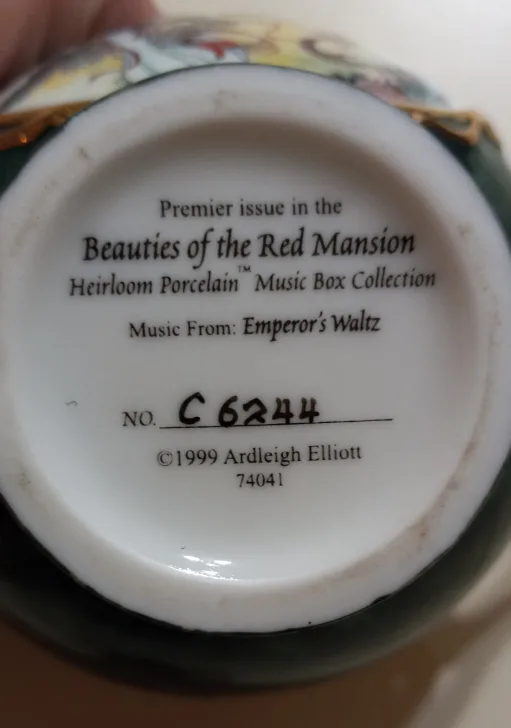 Premier issue in the
Beauties of the Red Mansion
Heirloom Porcelain™ Music Box Collection
Music From: Emperor's Waltz
NO. C 6244
©1999 Ardleigh Elliott
74041